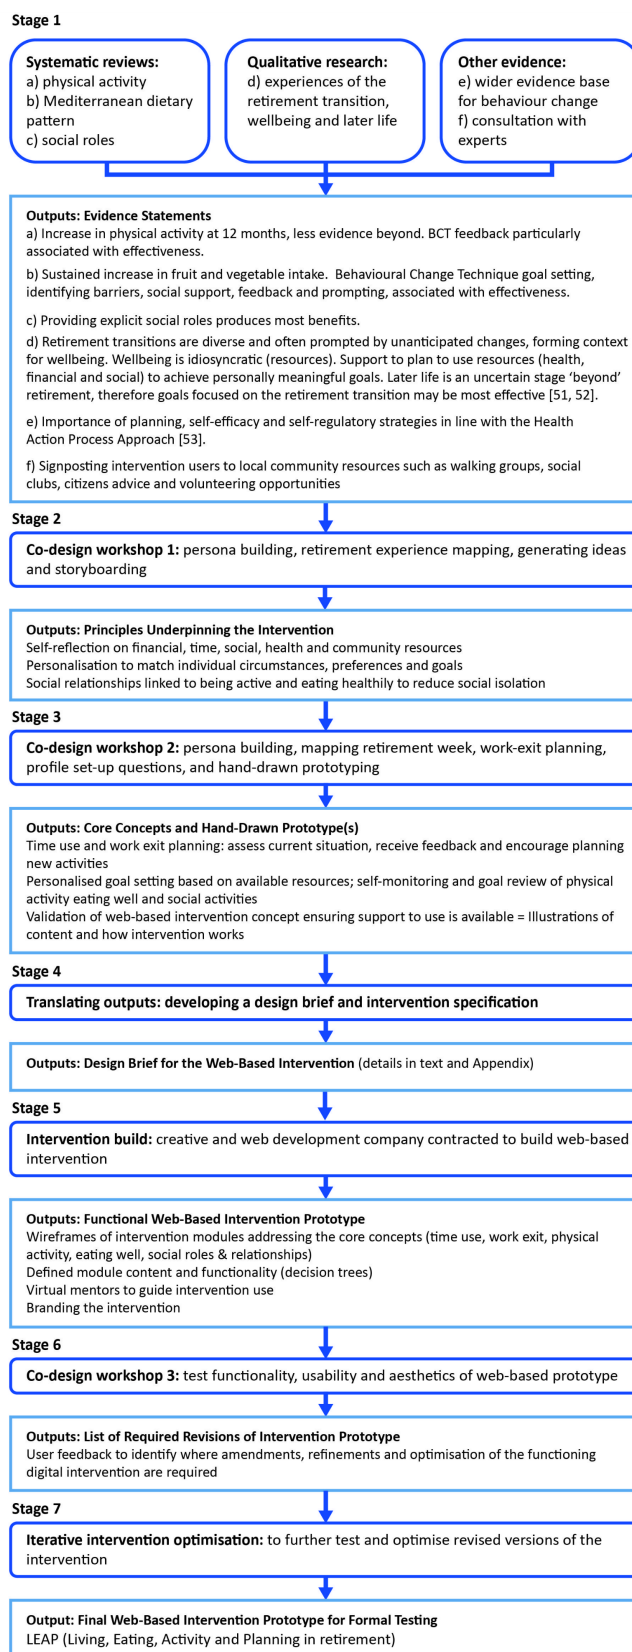 Stage 1
Systematic reviews:
a) physical activity
b) Mediterranean dietary
pattern
c) social roles
Qualitative research:
d) experiences of the
retirement transition,
wellbeing and later life
Other evidence:
e) wider evidence base
for behaviour change
f) consultation with
experts
Outputs: Evidence Statements
a) Increase in physical activity at 12 months, less evidence beyond. BCT feedback particularly
associated with effectiveness.
b) Sustained increase in fruit and vegetable intake. Behavioural Change Technique goal setting,
identifying barriers, social support, feedback and prompting, associated with effectiveness.
c) Providing explicit social roles produces most benefits.
d) Retirement transitions are diverse and often prompted by unanticipated changes, forming context
for wellbeing. Wellbeing is idiosyncratic (resources). Support to plan to use resources (health,
financial and social) to achieve personally meaningful goals. Later life is an uncertain stage ‘beyond’
retirement, therefore goals focused on the retirement transition may be most effective [51, 52].
e) Importance of planning, self-efficacy and self-regulatory strategies in line with the Health
Action Process Approach [53].
f) Signposting intervention users to local community resources such as walking groups, social
clubs, citizens advice and volunteering opportunities
Stage 2
Co-design workshop 1: persona building, retirement experience mapping, generating ideas
and storyboarding
Outputs: Principles Underpinning the Intervention
Self-reflection on financial, time, social, health and community resources
Personalisation to match individual circumstances, preferences and goals
Social relationships linked to being active and eating healthily to reduce social isolation
Stage 3
Co-design workshop 2: persona building, mapping retirement week, work-exit planning,
profile set-up questions, and hand-drawn prototyping
Outputs: Core Concepts and Hand-Drawn Prototype(s)
Time use and work exit planning: assess current situation, receive feedback and encourage planning
new activities
Personalised goal setting based on available resources; self-monitoring and goal review of physical
activity eating well and social activities
Validation of web-based intervention concept ensuring support to use is available = Illustrations of
content and how intervention works
Stage 4
Translating outputs: developing a design brief and intervention specification
Outputs: Design Brief for the Web-Based Intervention (details in text and Appendix)
Stage 5
Intervention build: creative and web development company contracted to build web-based
intervention
Outputs: Functional Web-Based Intervention Prototype
Wireframes of intervention modules addressing the core concepts (time use, work exit, physical
activity, eating well, social roles & relationships)
Defined module content and functionality (decision trees)
Virtual mentors to guide intervention use
Branding the intervention
Stage 6
Co-design workshop 3: test functionality, usability and aesthetics of web-based prototype
Outputs: List of Required Revisions of Intervention Prototype
User feedback to identify where amendments, refinements and optimisation of the functioning
digital intervention are required
Stage 7
Iterative intervention optimisation: to further test and optimise revised versions of the
intervention
Output: Final Web-Based Intervention Prototype for Formal Testing
LEAP (Living, Eating, Activity and Planning in retirement)